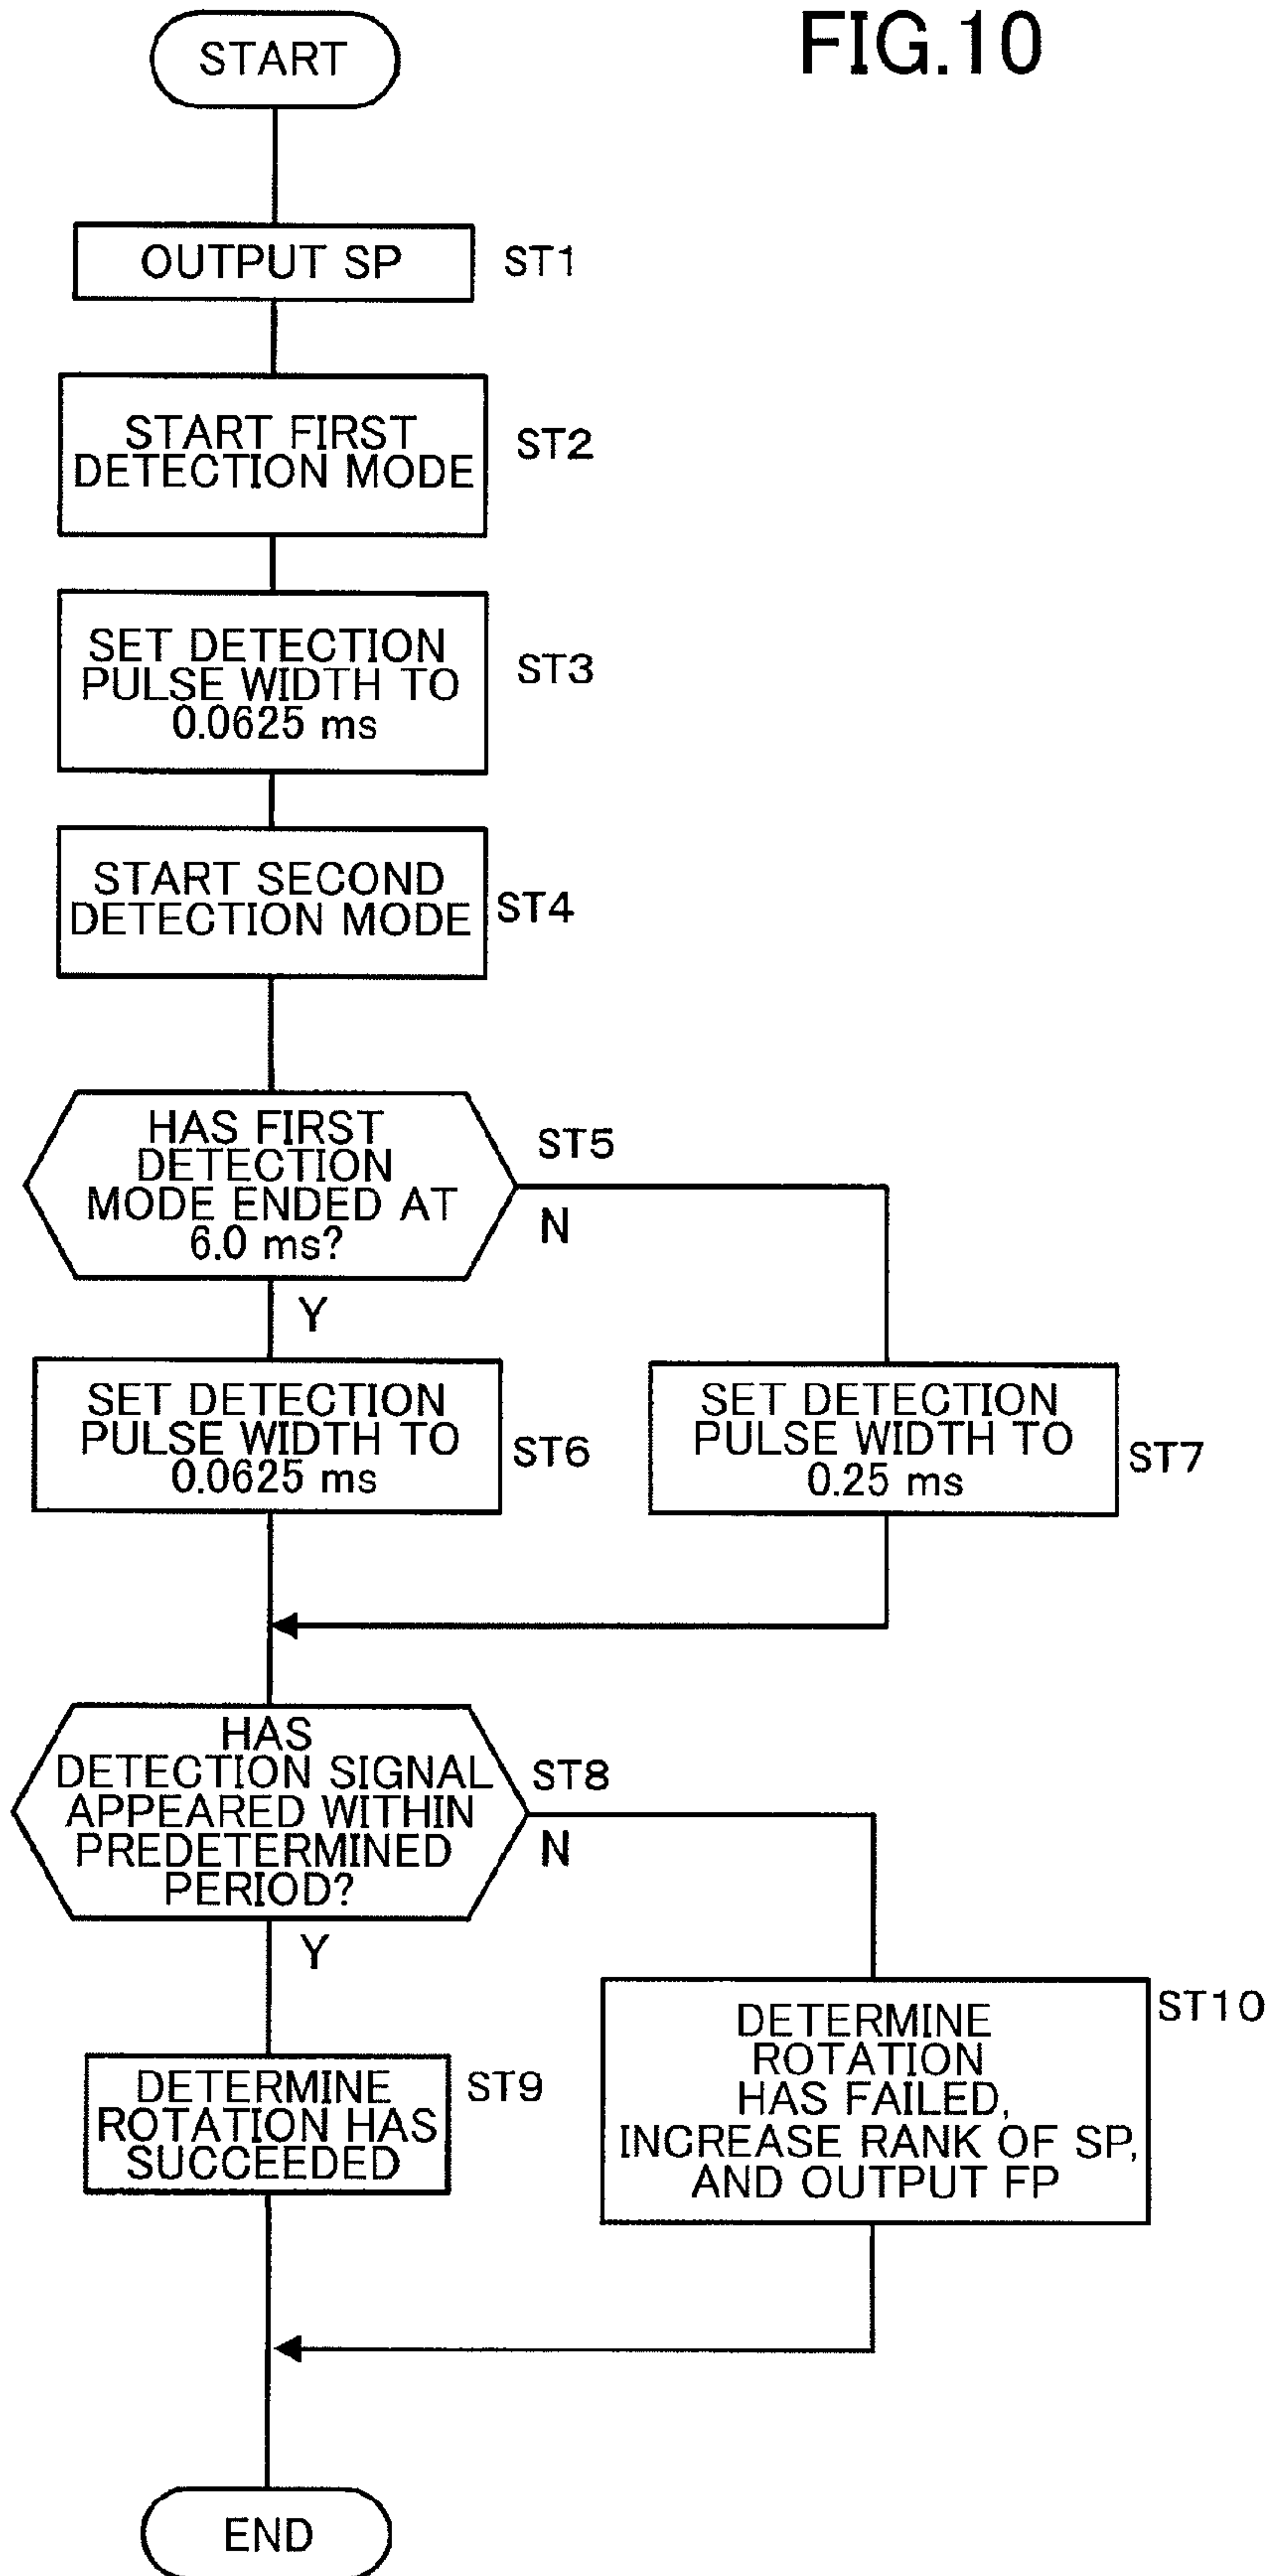 FIG.10
START
OUTPUT SP
ST1
START FIRST
DETECTION MODE
ST2
SET DETECTION
PULSE WIDTH TO
0.0625 ms
ST3
START SECOND
DETECTION MODE
ST4
HAS FIRST
DETECTION
MODE ENDED AT
6.0 ms?
ST5
N
Y
SET DETECTION
PULSE WIDTH TO
0.0625 ms
ST6
SET DETECTION
PULSE WIDTH TO
0.25 ms
ST7
HAS
DETECTION SIGNAL
APPEARED WITHIN
PREDETERMINED
PERIOD?
ST8
N
Y
DETERMINE
ROTATION HAS
SUCCEEDED
ST9
DETERMINE
ROTATION
HAS FAILED,
INCREASE RANK OF SP,
AND OUTPUT FP
ST10
END